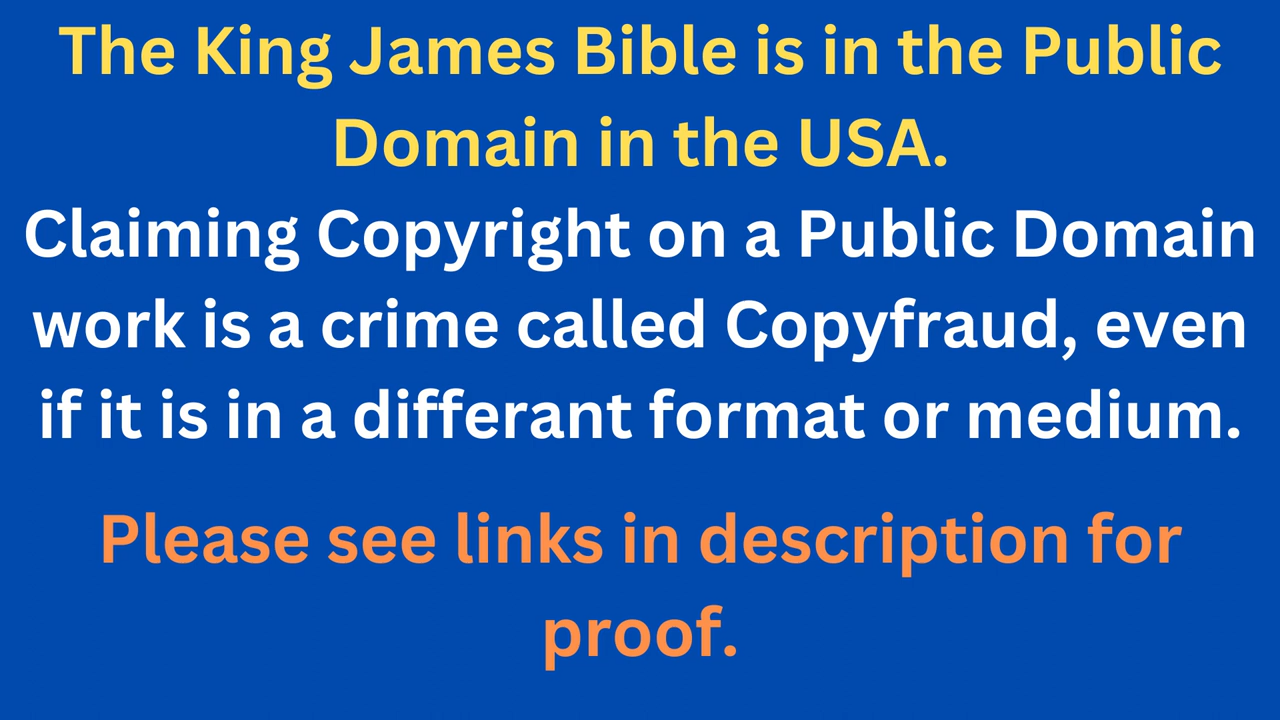 The King James Bible is in the Public
Domain in the USA.
Claiming Copyright on a Public Domain
work is a crime called Copyfraud, even
if it is in a differant format or medium.
Please see links in description for
proof.